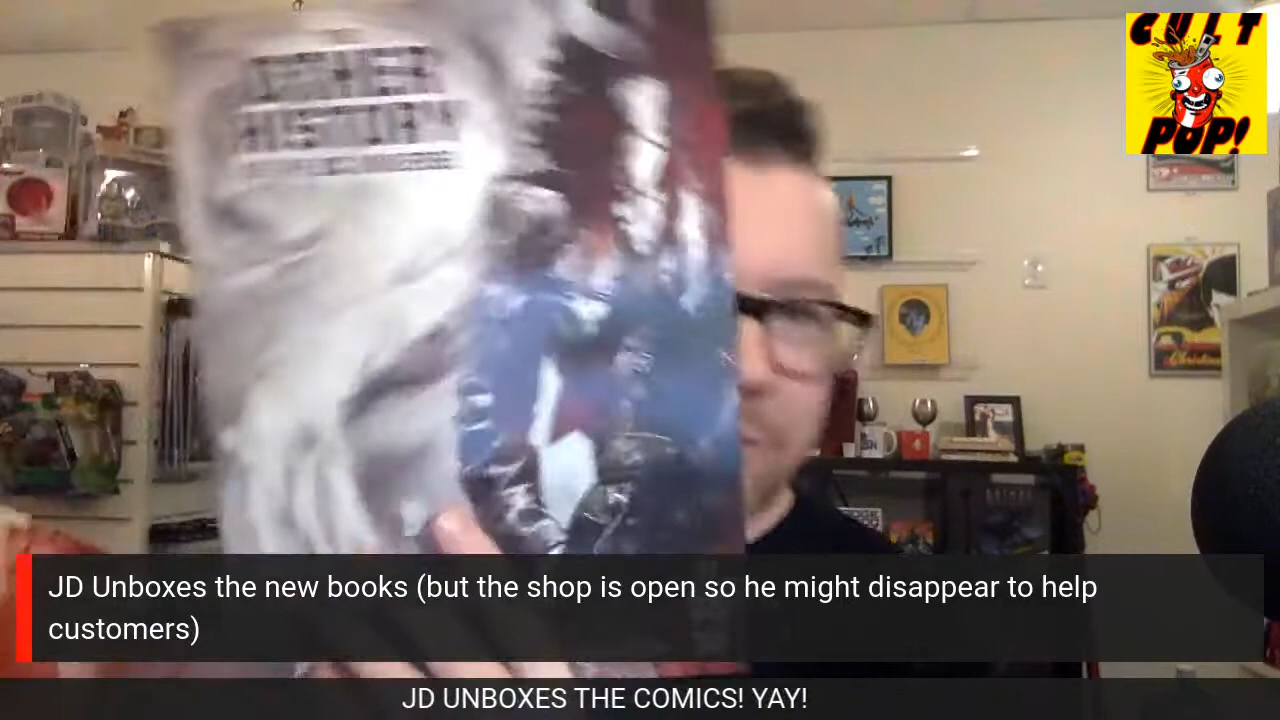 CULT
POP!
HISTORY
JD Unboxes the new books (but the shop is open so he might disappear to help
customers)
JD UNBOXES THE COMICS! YAY!